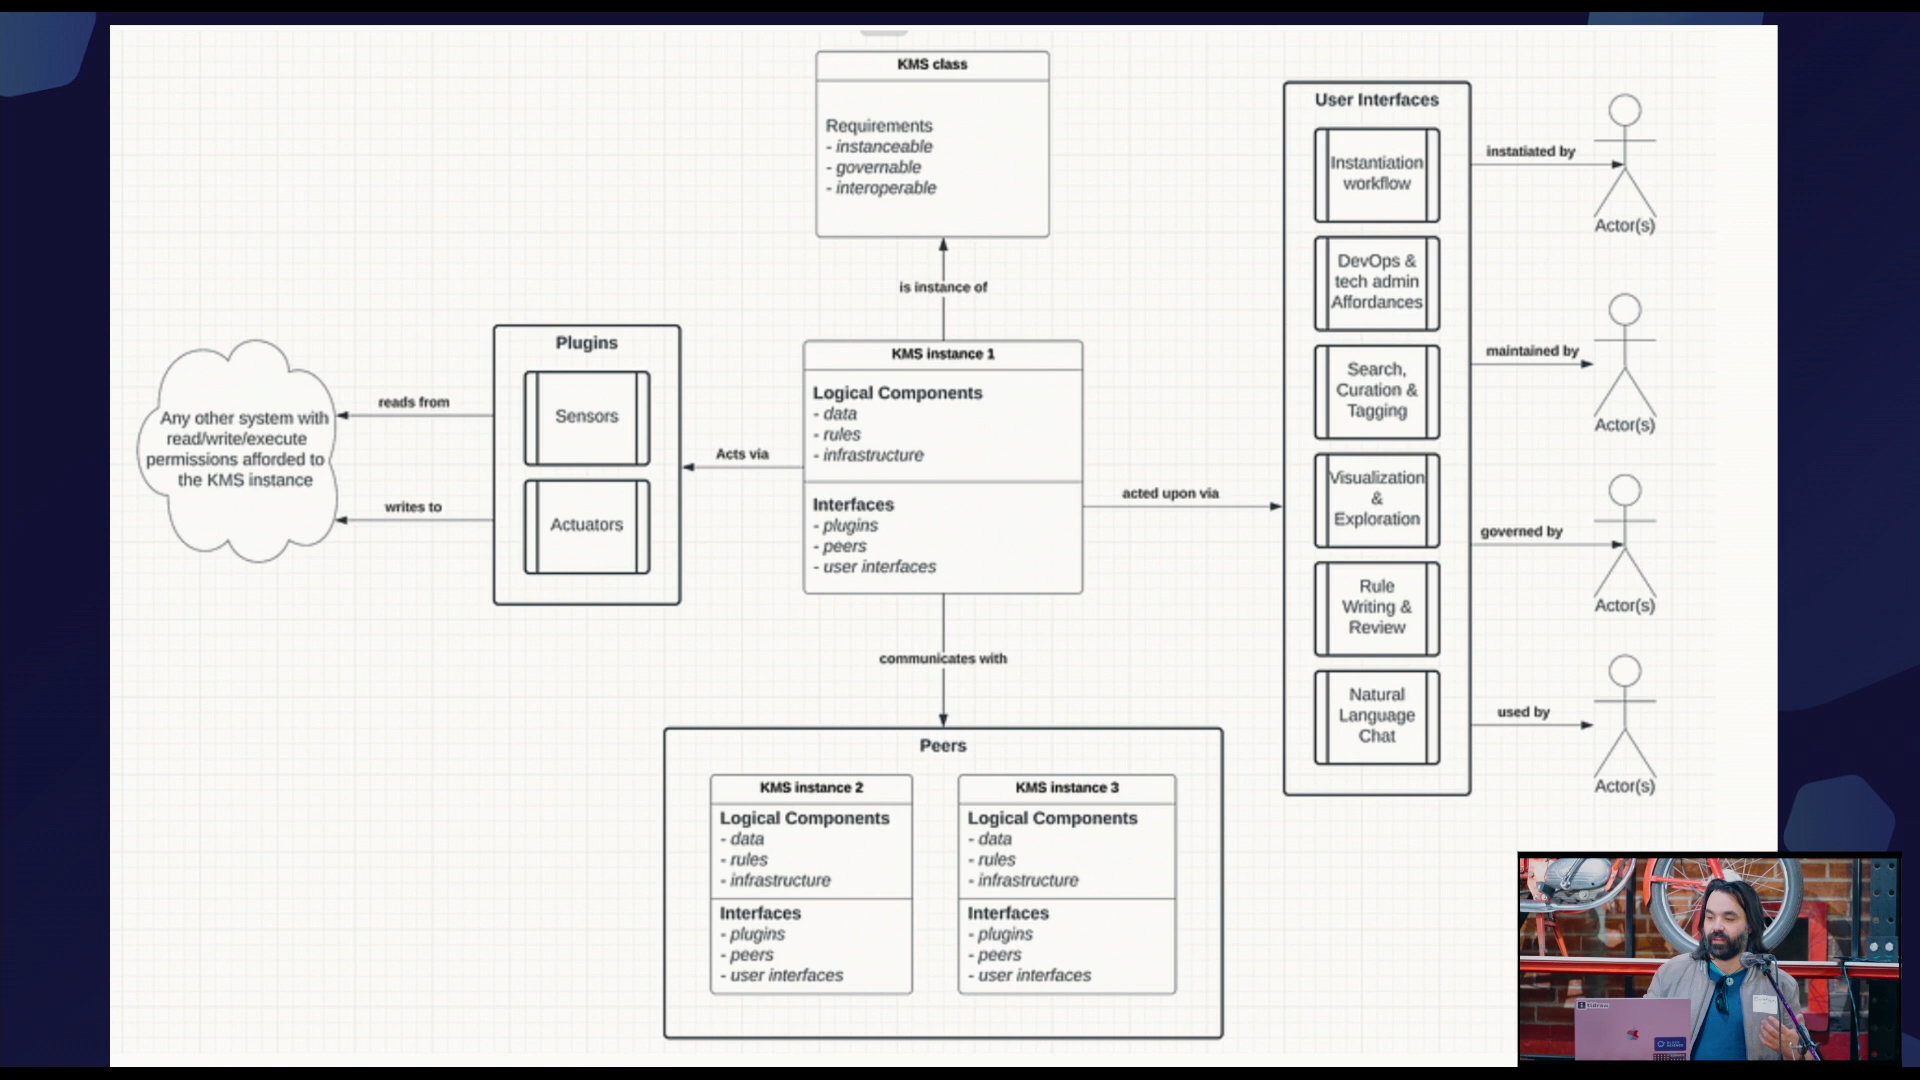 KMS class
Requirements
- instanceable
- governable
- interoperable
is instance of
KMS instance 1
Logical Components
- data
- rules
- infrastructure
Interfaces
- plugins
- peers
- user interfaces
Acts via
Plugins
Sensors
Actuators
reads from
writes to
Any other system with
read/write/execute
permissions afforded to
the KMS instance
acted upon via
User Interfaces
Instantiation
workflow
DevOps &
tech admin
Affordances
Search,
Curation &
Tagging
Visualization
&
Exploration
Rule
Writing &
Review
Natural
Language
Chat
instatiated by
Actor(s)
maintained by
Actor(s)
governed by
Actor(s)
used by
Actor(s)
communicates with
Peers
KMS instance 2
Logical Components
- data
- rules
- infrastructure
Interfaces
- plugins
- peers
- user interfaces
KMS instance 3
Logical Components
- data
- rules
- infrastructure
Interfaces
- plugins
- peers
- user interfaces